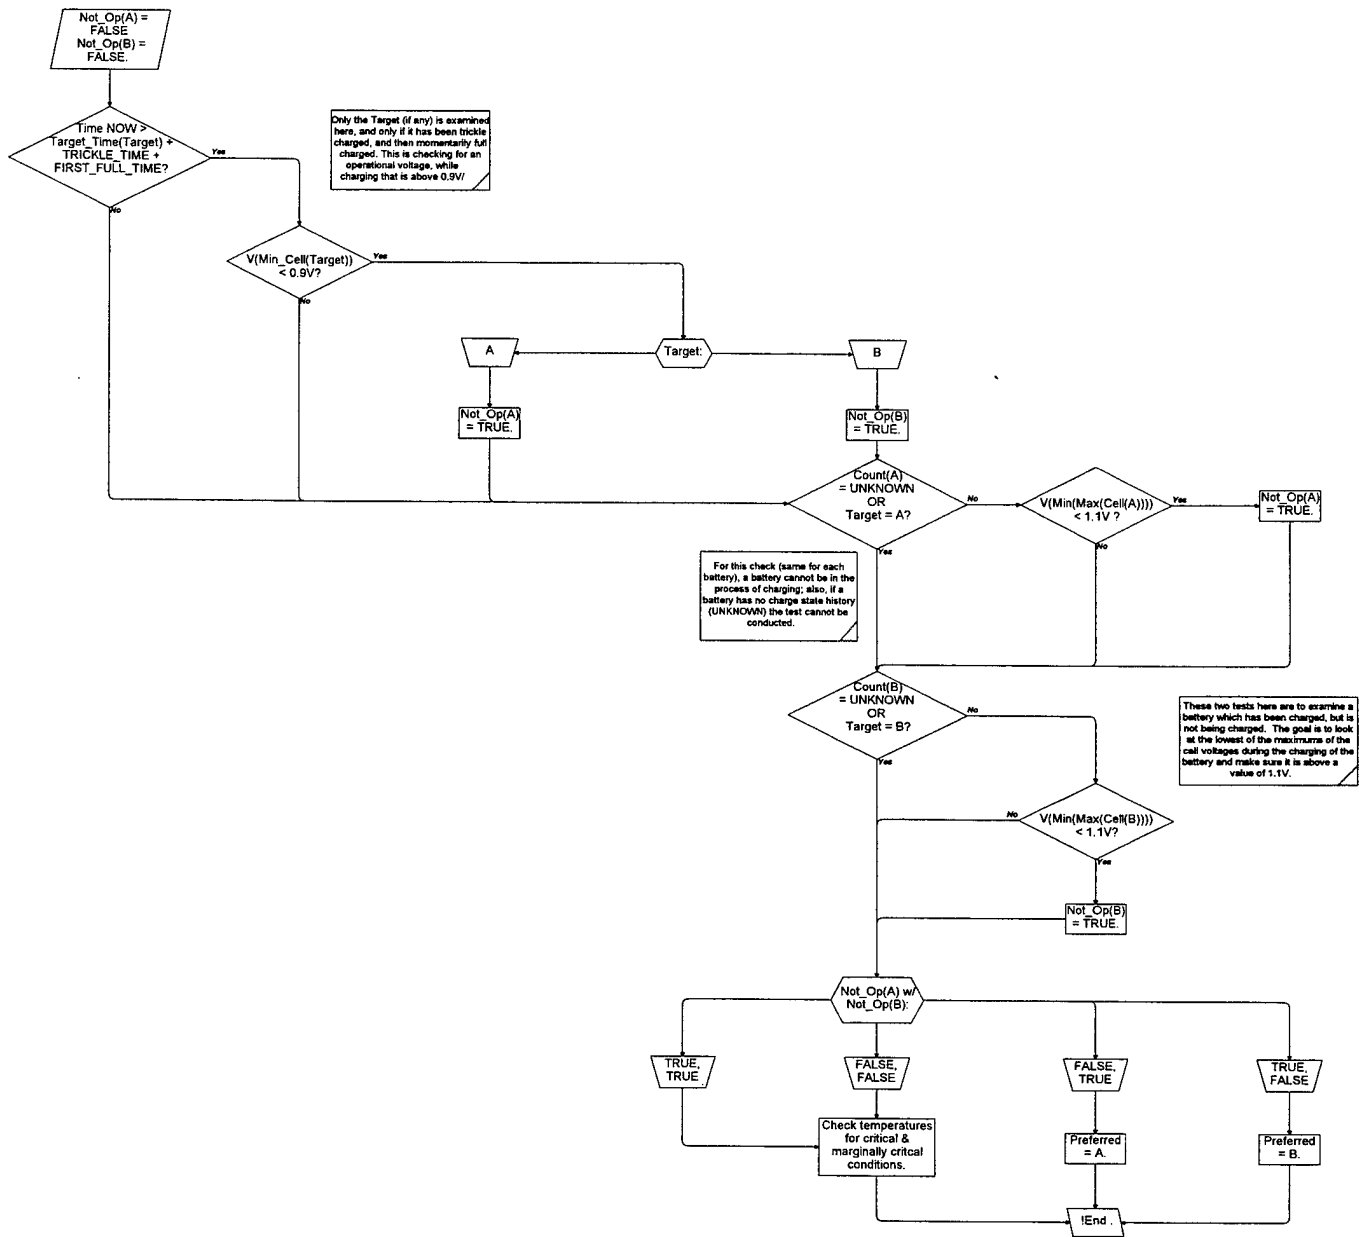 Not_Op(A) =
FALSE
Not_Op(B) =
FALSE.
Time NOW >
Target_Time(Target) +
TRICKLE_TIME +
FIRST_FULL_TIME?
Yes
No
Only the Target (if any) is examined
here, and only if it has been trickle
charged, and then momentarily full
charged. This is checking for an
operational voltage, while
charging that is above 0.9V/
V(Min_Cell(Target))
< 0.9V?
Yes
No
A
Target:
B
Not_Op(A)
= TRUE.
Not_Op(B)
= TRUE.
Count(A)
= UNKNOWN
OR
Target = A?
No
Yes
V(Min(Max(Cell(A))))
< 1.1V ?
Yes
No
Not_Op(A)
= TRUE.
For this check (same for each
battery), a battery cannot be in the
process of charging; also, if a
battery has no charge state history
(UNKNOWN) the test cannot be
conducted.
Count(B)
= UNKNOWN
OR
Target = B?
No
Yes
These two tests here are to examine a
battery which has been charged, but is
not being charged. The goal is to look
at the lowest of the maximums of the
cell voltages during the charging of the
battery and make sure it is above a
value of 1.1V.
No
V(Min(Max(Cell(B))))
< 1.1V?
Yes
Not_Op(B)
= TRUE.
Not_Op(A) w/
Not_Op(B):
TRUE,
TRUE
FALSE,
FALSE
FALSE,
TRUE
TRUE,
FALSE
Check temperatures
for critical &
marginally critcal
conditions.
Preferred
= A.
Preferred
= B.
!End .